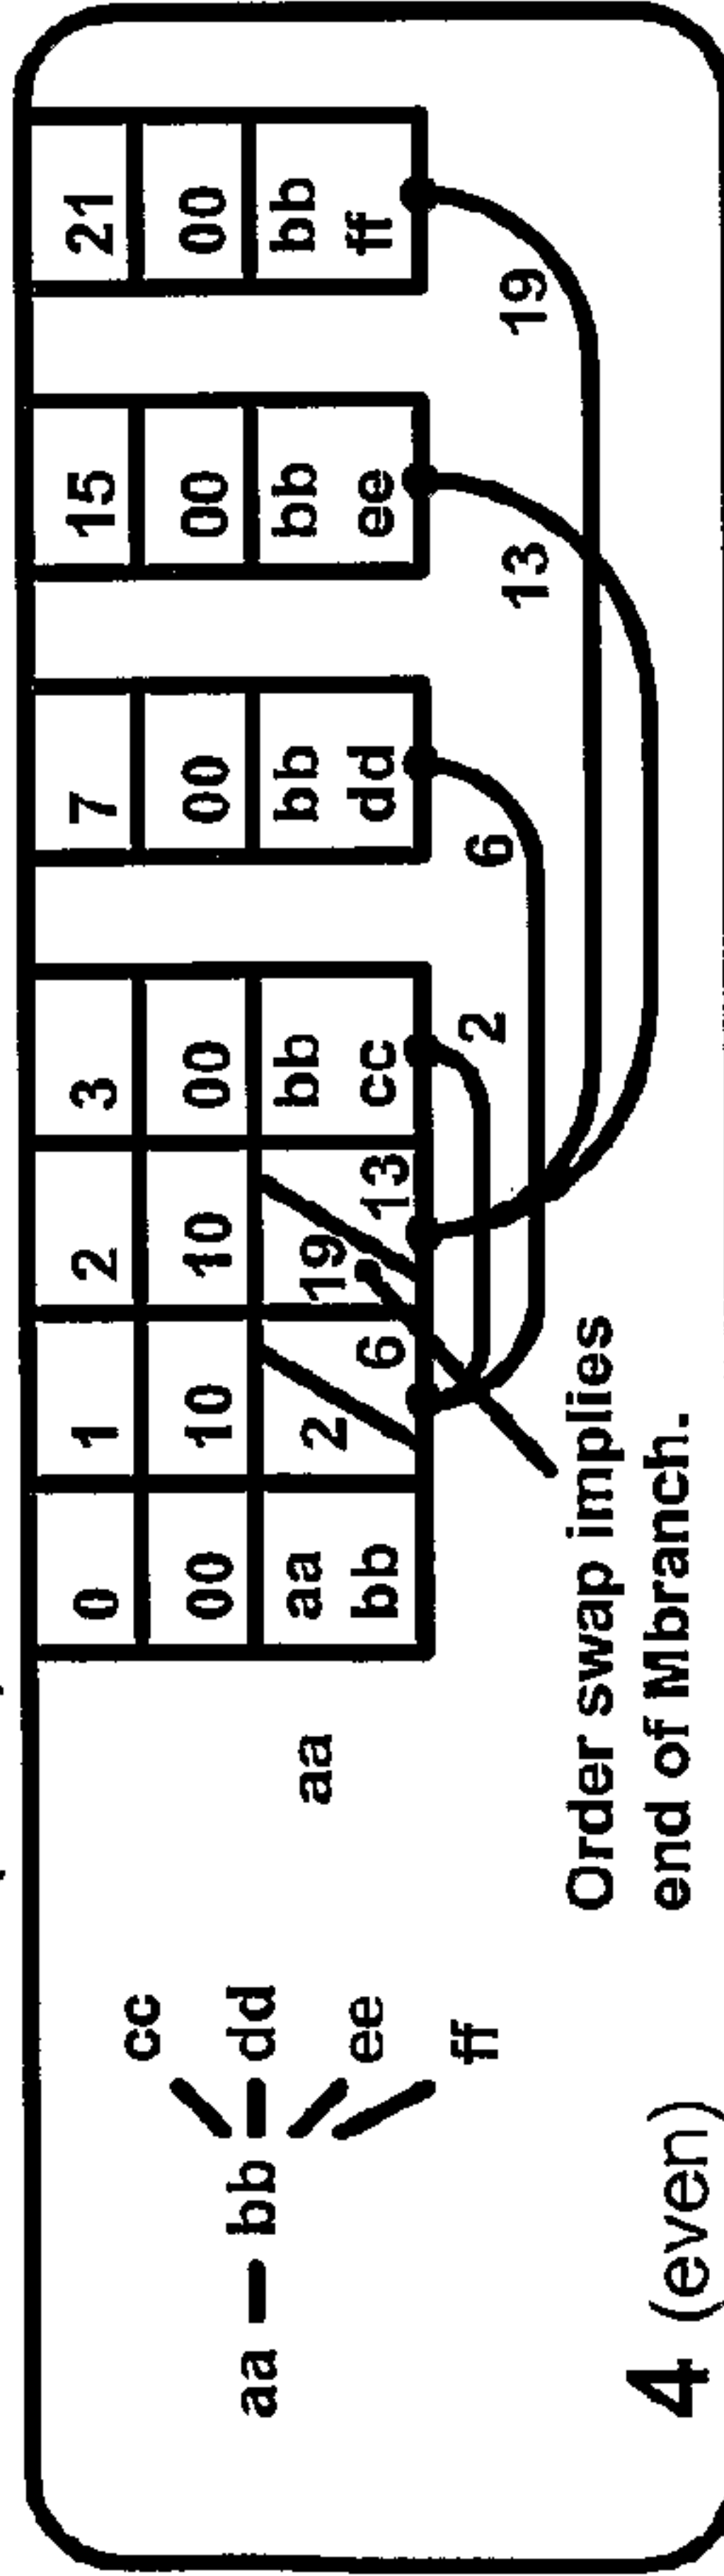 0 1 2 3 7 15 21
00 10 10 00 00 00 00
aa 2 19 bb bb bb bb
bb 6 13 cc dd ee ff
aa
2 6 13 19
cc
aa bb dd
ee
ff
Order swap implies
end of Mbranch.
4 (even)